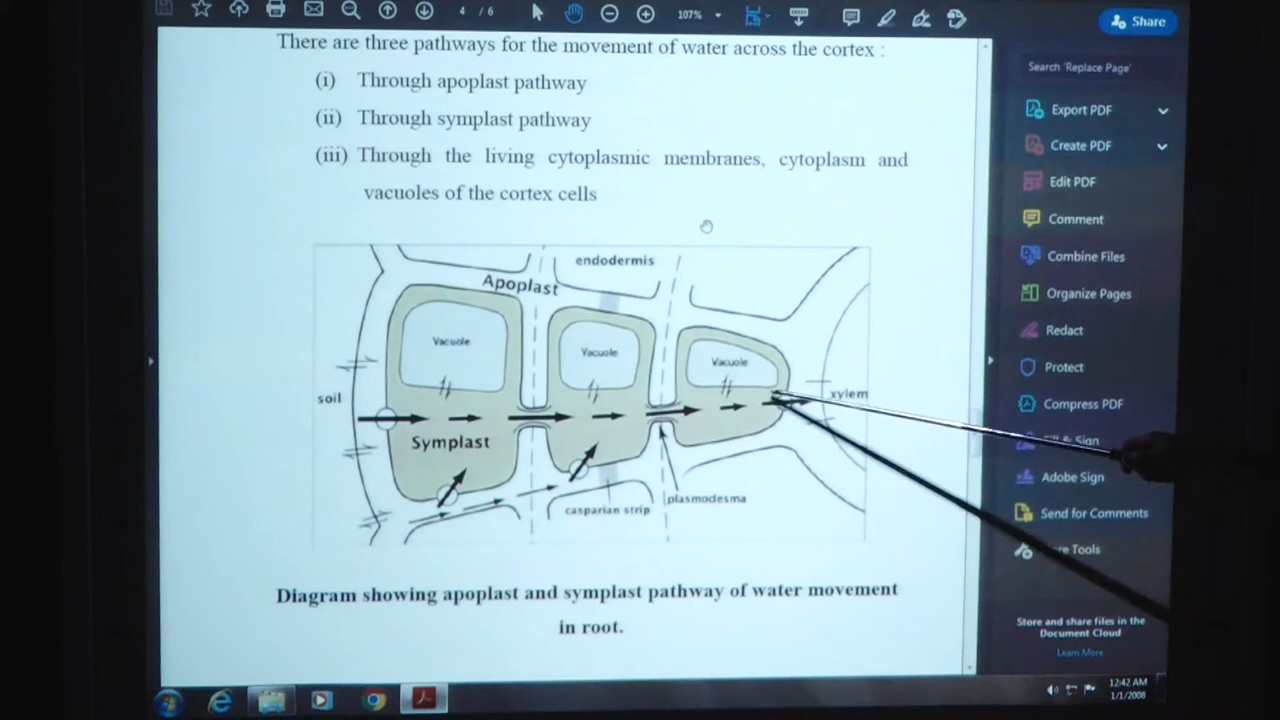 4 / 6
107%
Share
There are three pathways for the movement of water across the cortex :
(i) Through apoplast pathway
(ii) Through symplast pathway
(iii) Through the living cytoplasmic membranes, cytoplasm and
vacuoles of the cortex cells
endodermis
Apoplast
Vacuole
Vacuole
Vacuole
soil
xylem
Symplast
plasmodesma
casparian strip
Diagram showing apoplast and symplast pathway of water movement
in root.
Search 'Replace Page'
Export PDF
Create PDF
Edit PDF
Comment
Combine Files
Organize Pages
Redact
Protect
Compress PDF
& Sign
Adobe Sign
Send for Comments
Tools
Store and share files in the
Document Cloud
Learn More
12:42 AM
1/1/2008